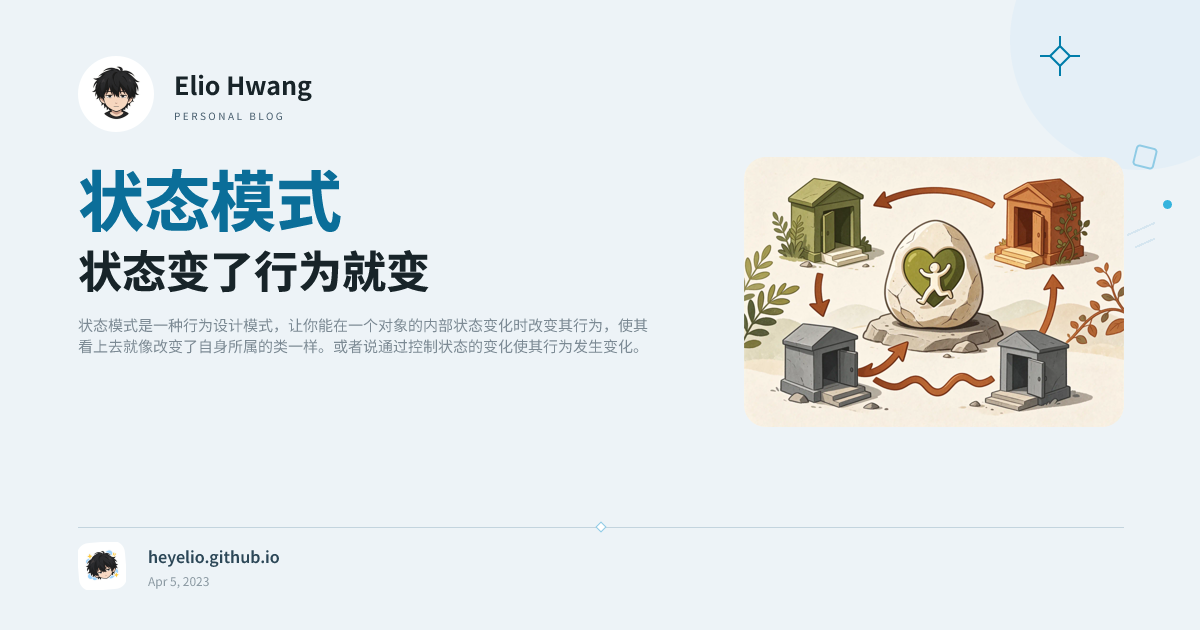 Elio Hwang
PERSONAL BLOG
状态模式
状态变了行为就变
状态模式是一种行为设计模式，让你能在一个对象的内部状态变化时改变其行为，使其
看上去就像改变了自身所属的类一样。或者说通过控制状态的变化使其行为发生变化。
heyelio.github.io
Apr 5, 2023